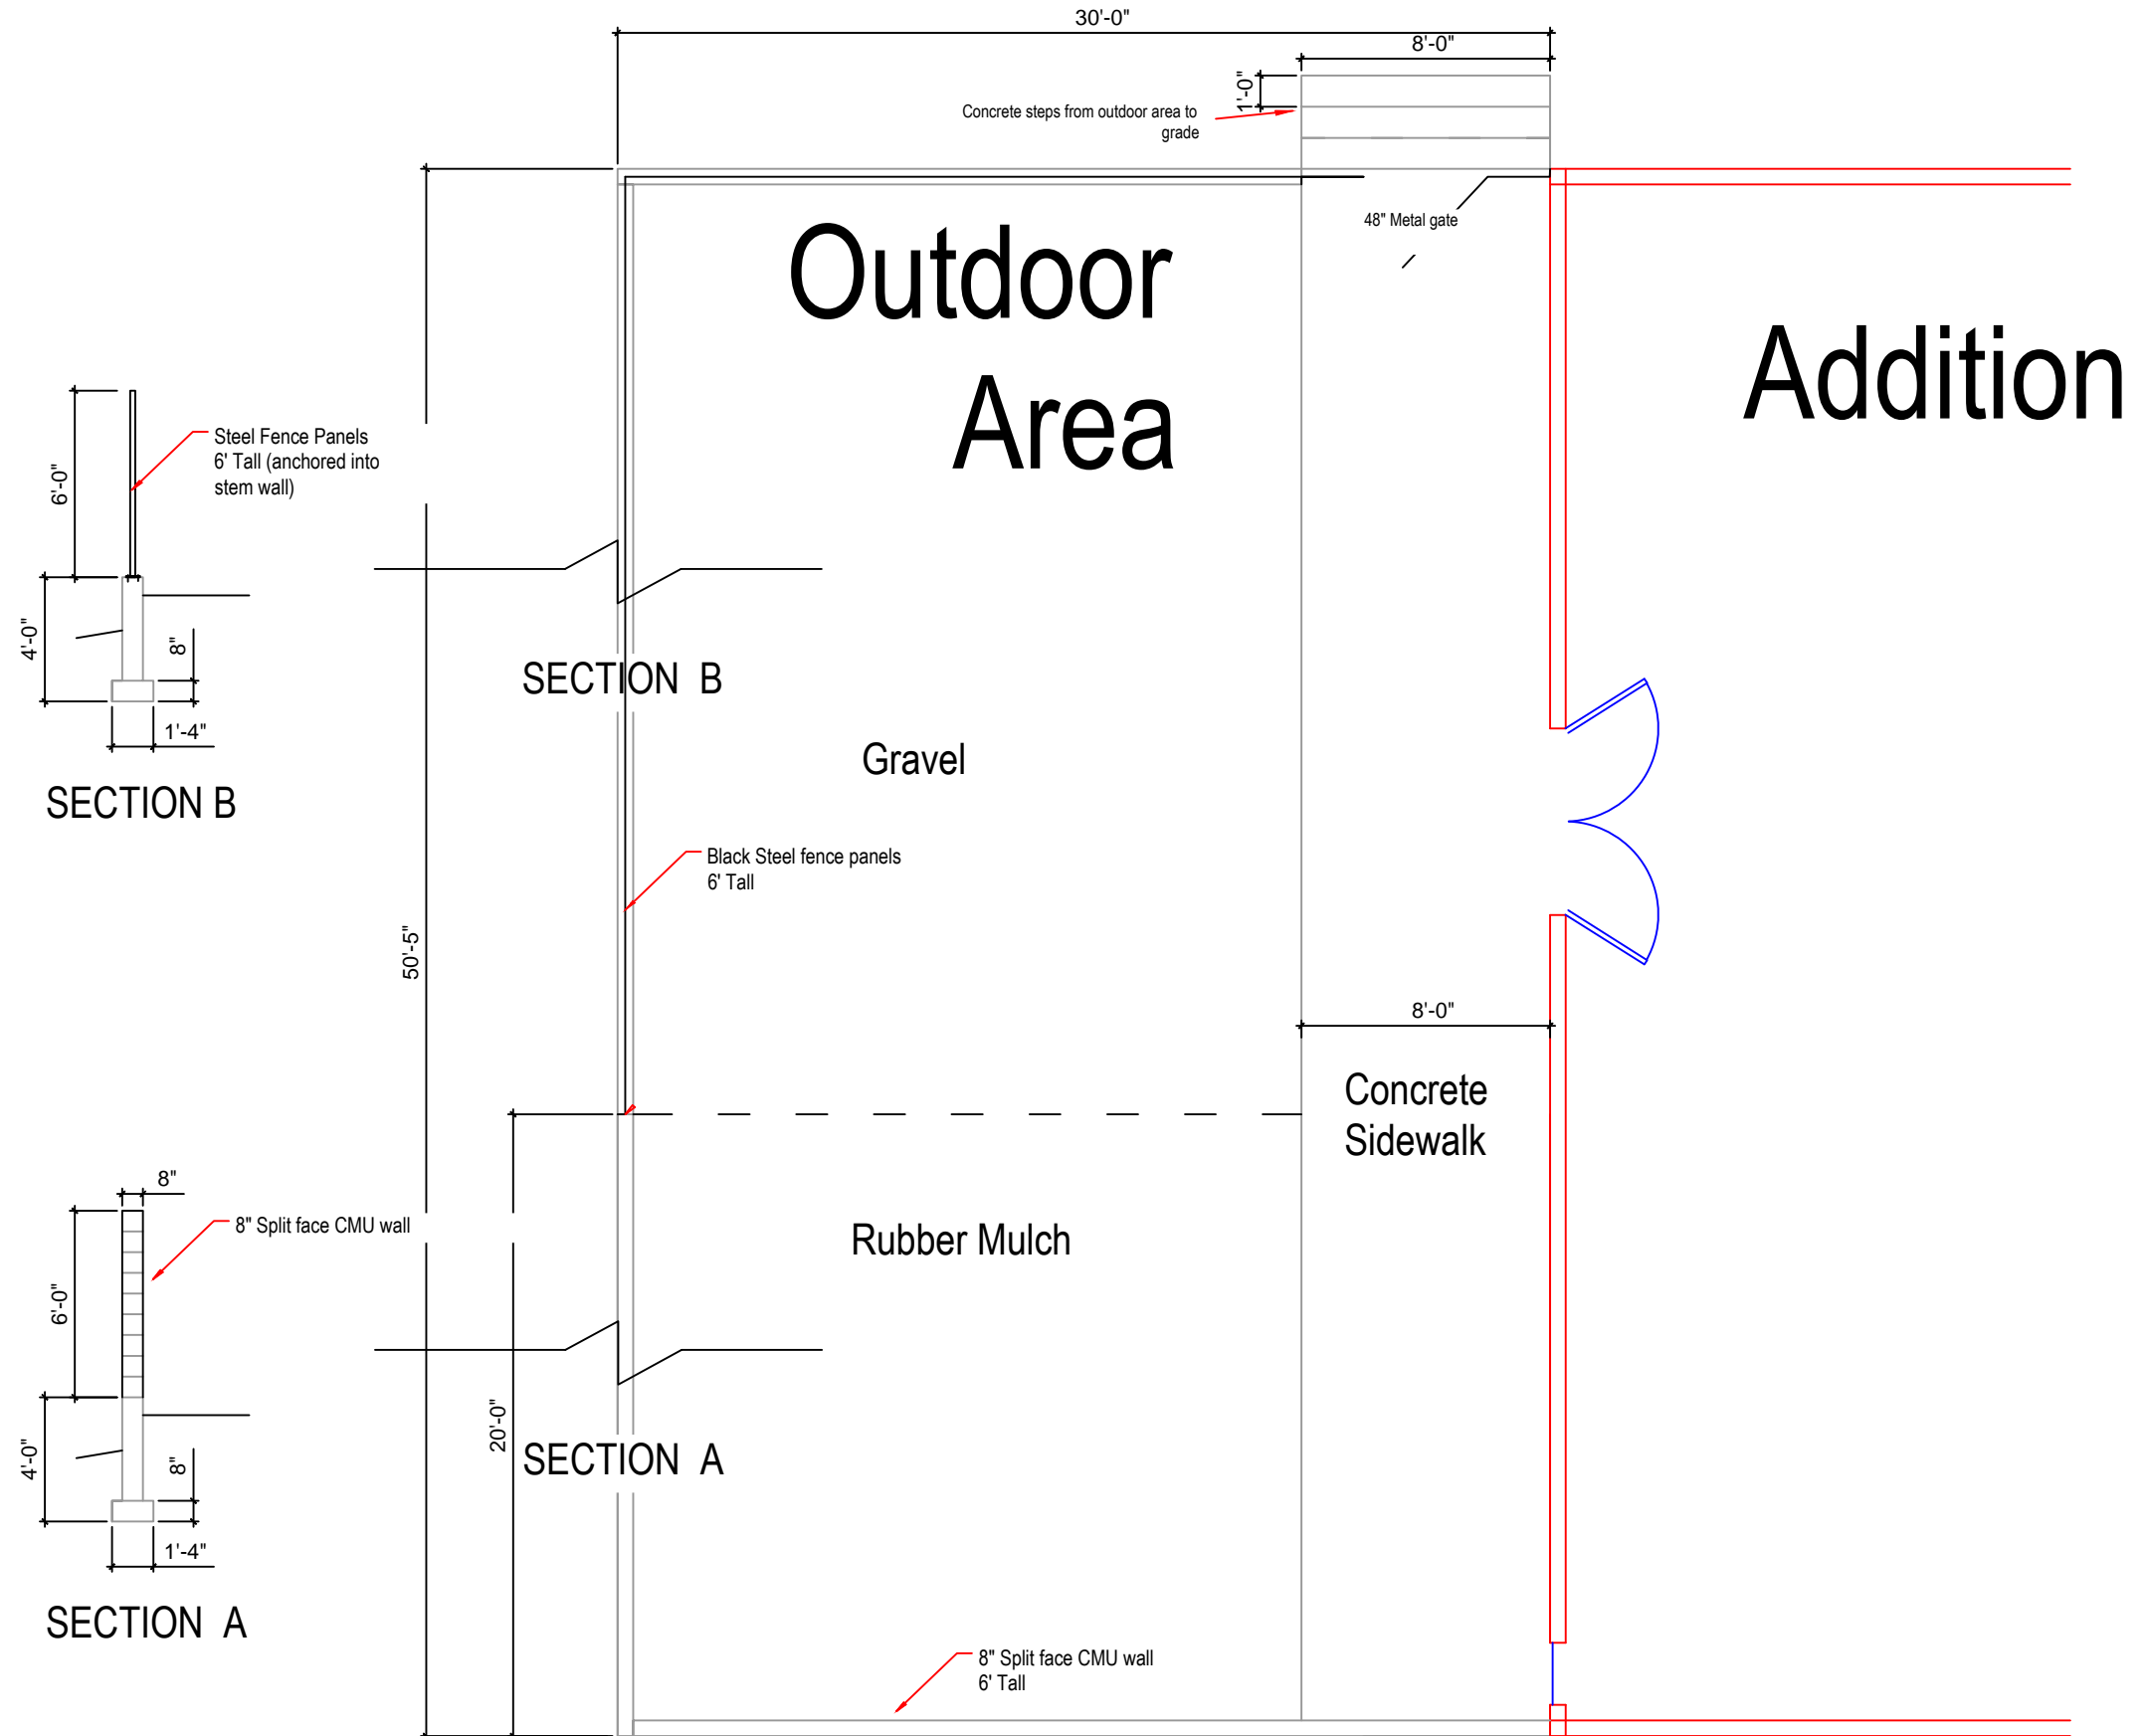 30'-0"
8'-0"
1'-0"
Concrete steps from outdoor area to
grade
48" Metal gate
Outdoor
Area
Addition
Steel Fence Panels
6' Tall (anchored into
stem wall)
6'-0"
4'-0"
8"
1'-4"
SECTION B
SECTION B
Gravel
Black Steel fence panels
6' Tall
50'-5"
8'-0"
Concrete
Sidewalk
8"
8" Split face CMU wall
6'-0"
Rubber Mulch
4'-0"
8"
1'-4"
20'-0"
SECTION A
SECTION A
8" Split face CMU wall
6' Tall